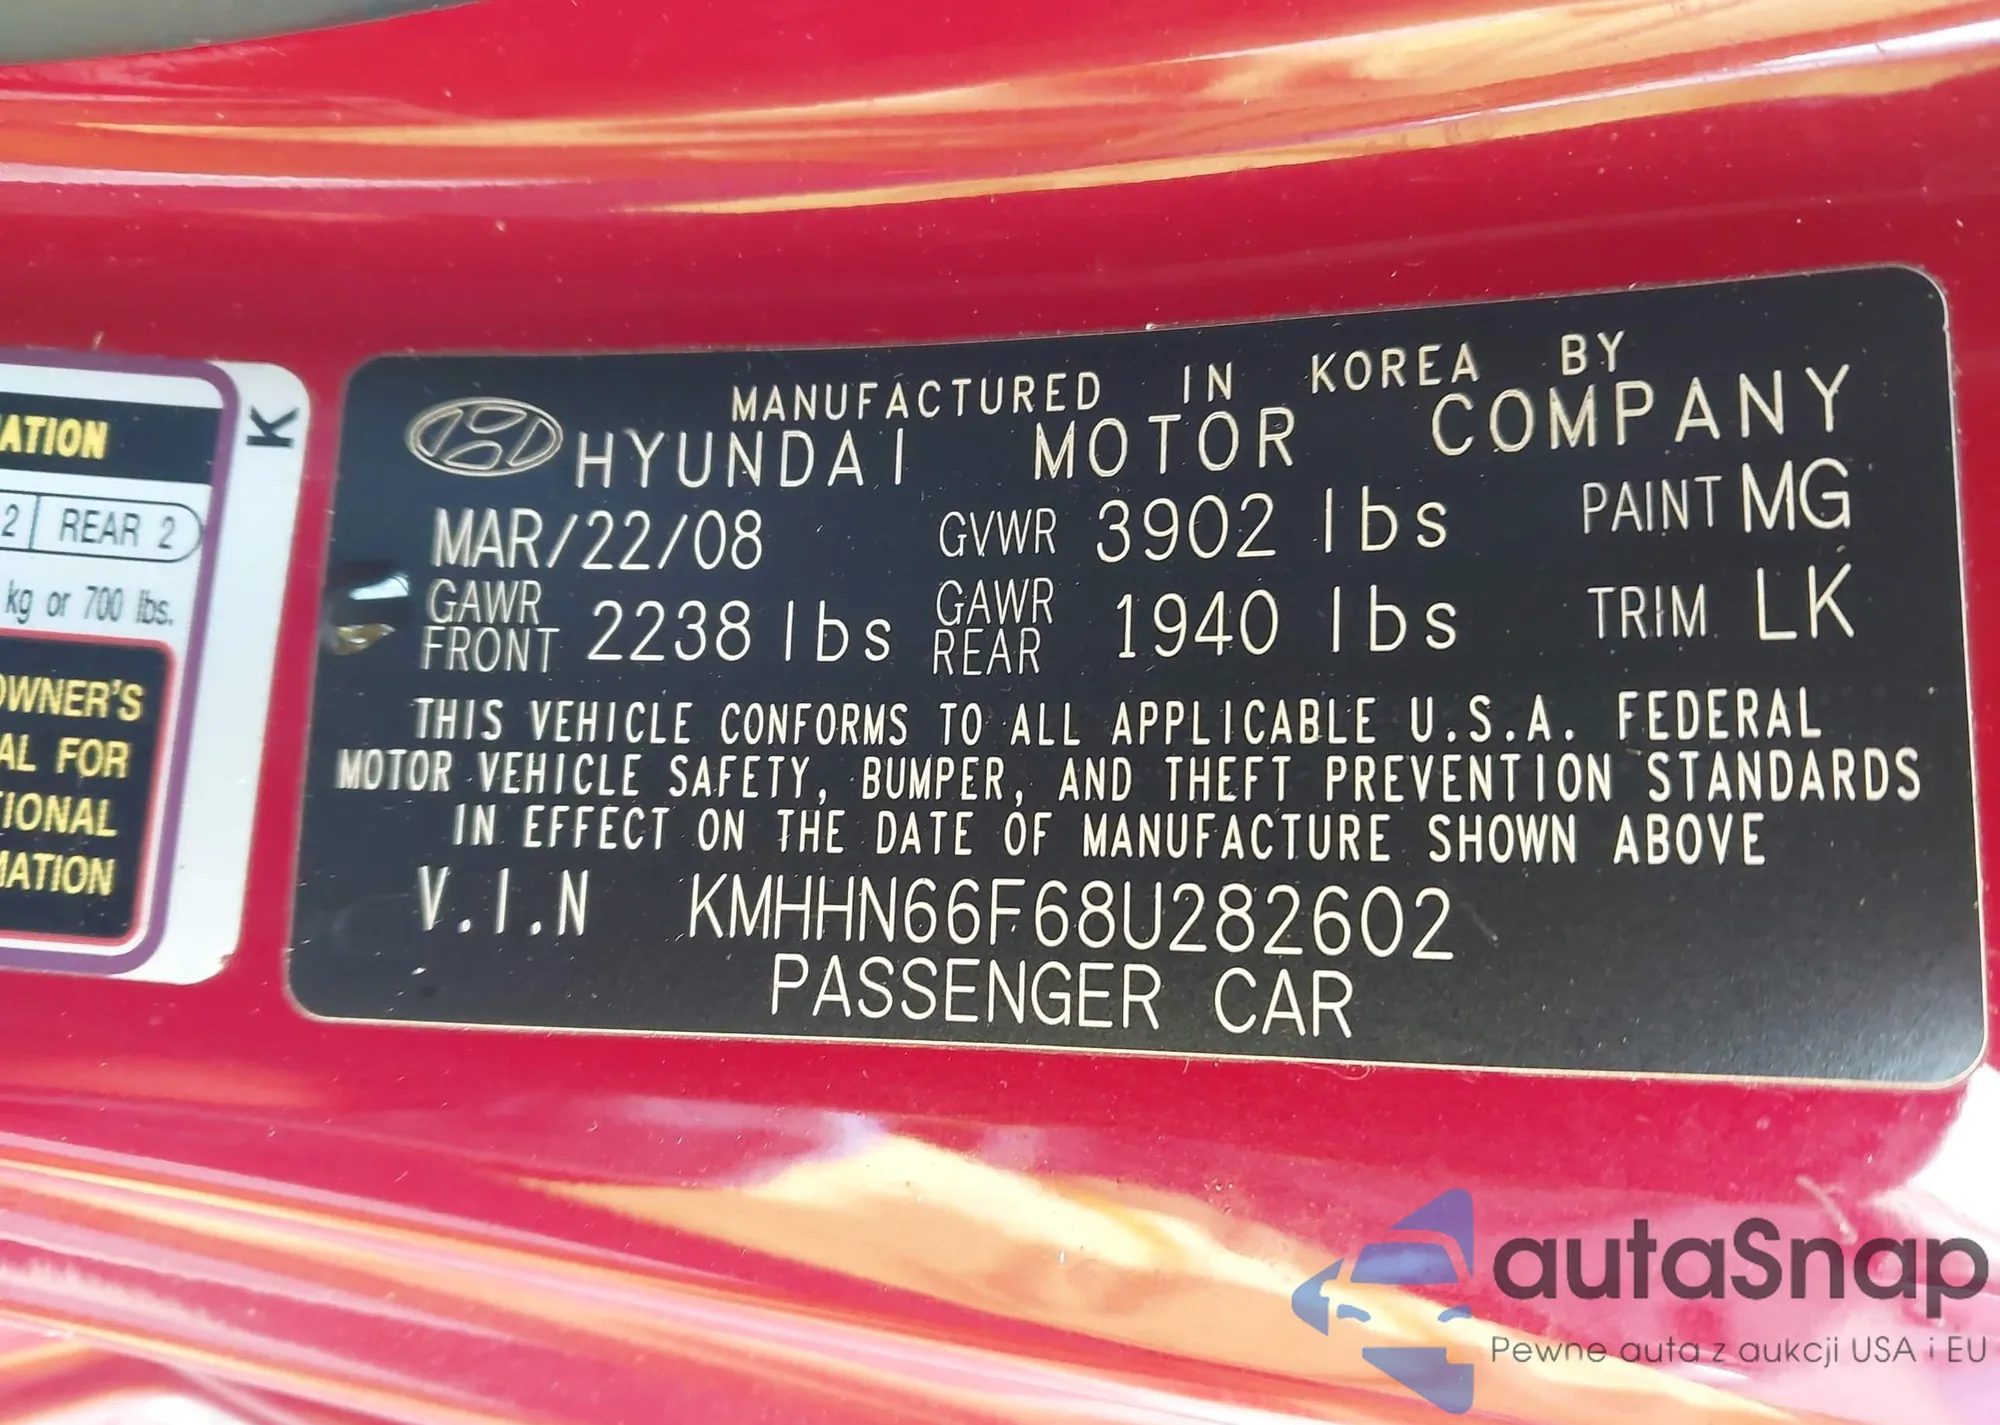 ATION
2 REAR 2
kg or 700 lbs.
OWNER'S
AL FOR
TIONAL
MATION
K
MANUFACTURED IN KOREA BY
HYUNDAI MOTOR COMPANY
MAR/22/08 GVWR 3902 lbs PAINT MG
GAWR FRONT 2238 lbs GAWR REAR 1940 lbs TRIM LK
THIS VEHICLE CONFORMS TO ALL APPLICABLE U.S.A. FEDERAL
MOTOR VEHICLE SAFETY, BUMPER, AND THEFT PREVENTION STANDARDS
IN EFFECT ON THE DATE OF MANUFACTURE SHOWN ABOVE
V.I.N KMHHN66F68U282602
PASSENGER CAR
autaSnap
Pewne auta z aukcji USA i EU